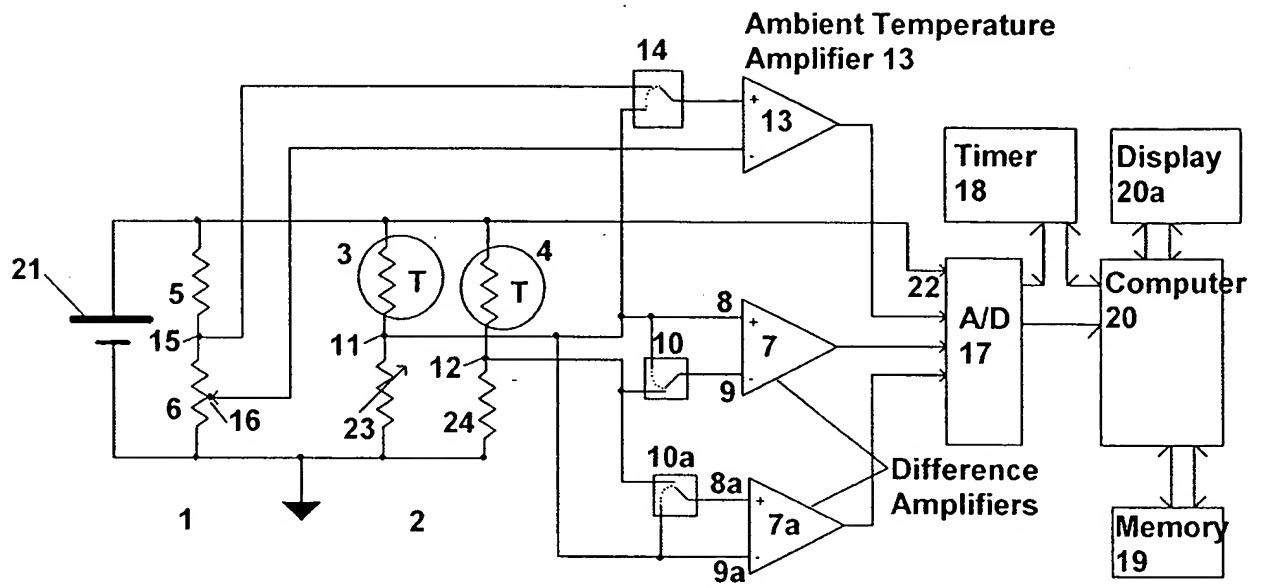 Ambient Temperature
Amplifier 13
14
+
13
-
Timer
18
Display
20a
3
T
4
T
21
5
22
Computer
20
A/D
17
15
11
12
8
+
7
10
9
-
6
16
23
24
10a
8a
+
7a
-
9a
Difference
Amplifiers
1
2
Memory
19